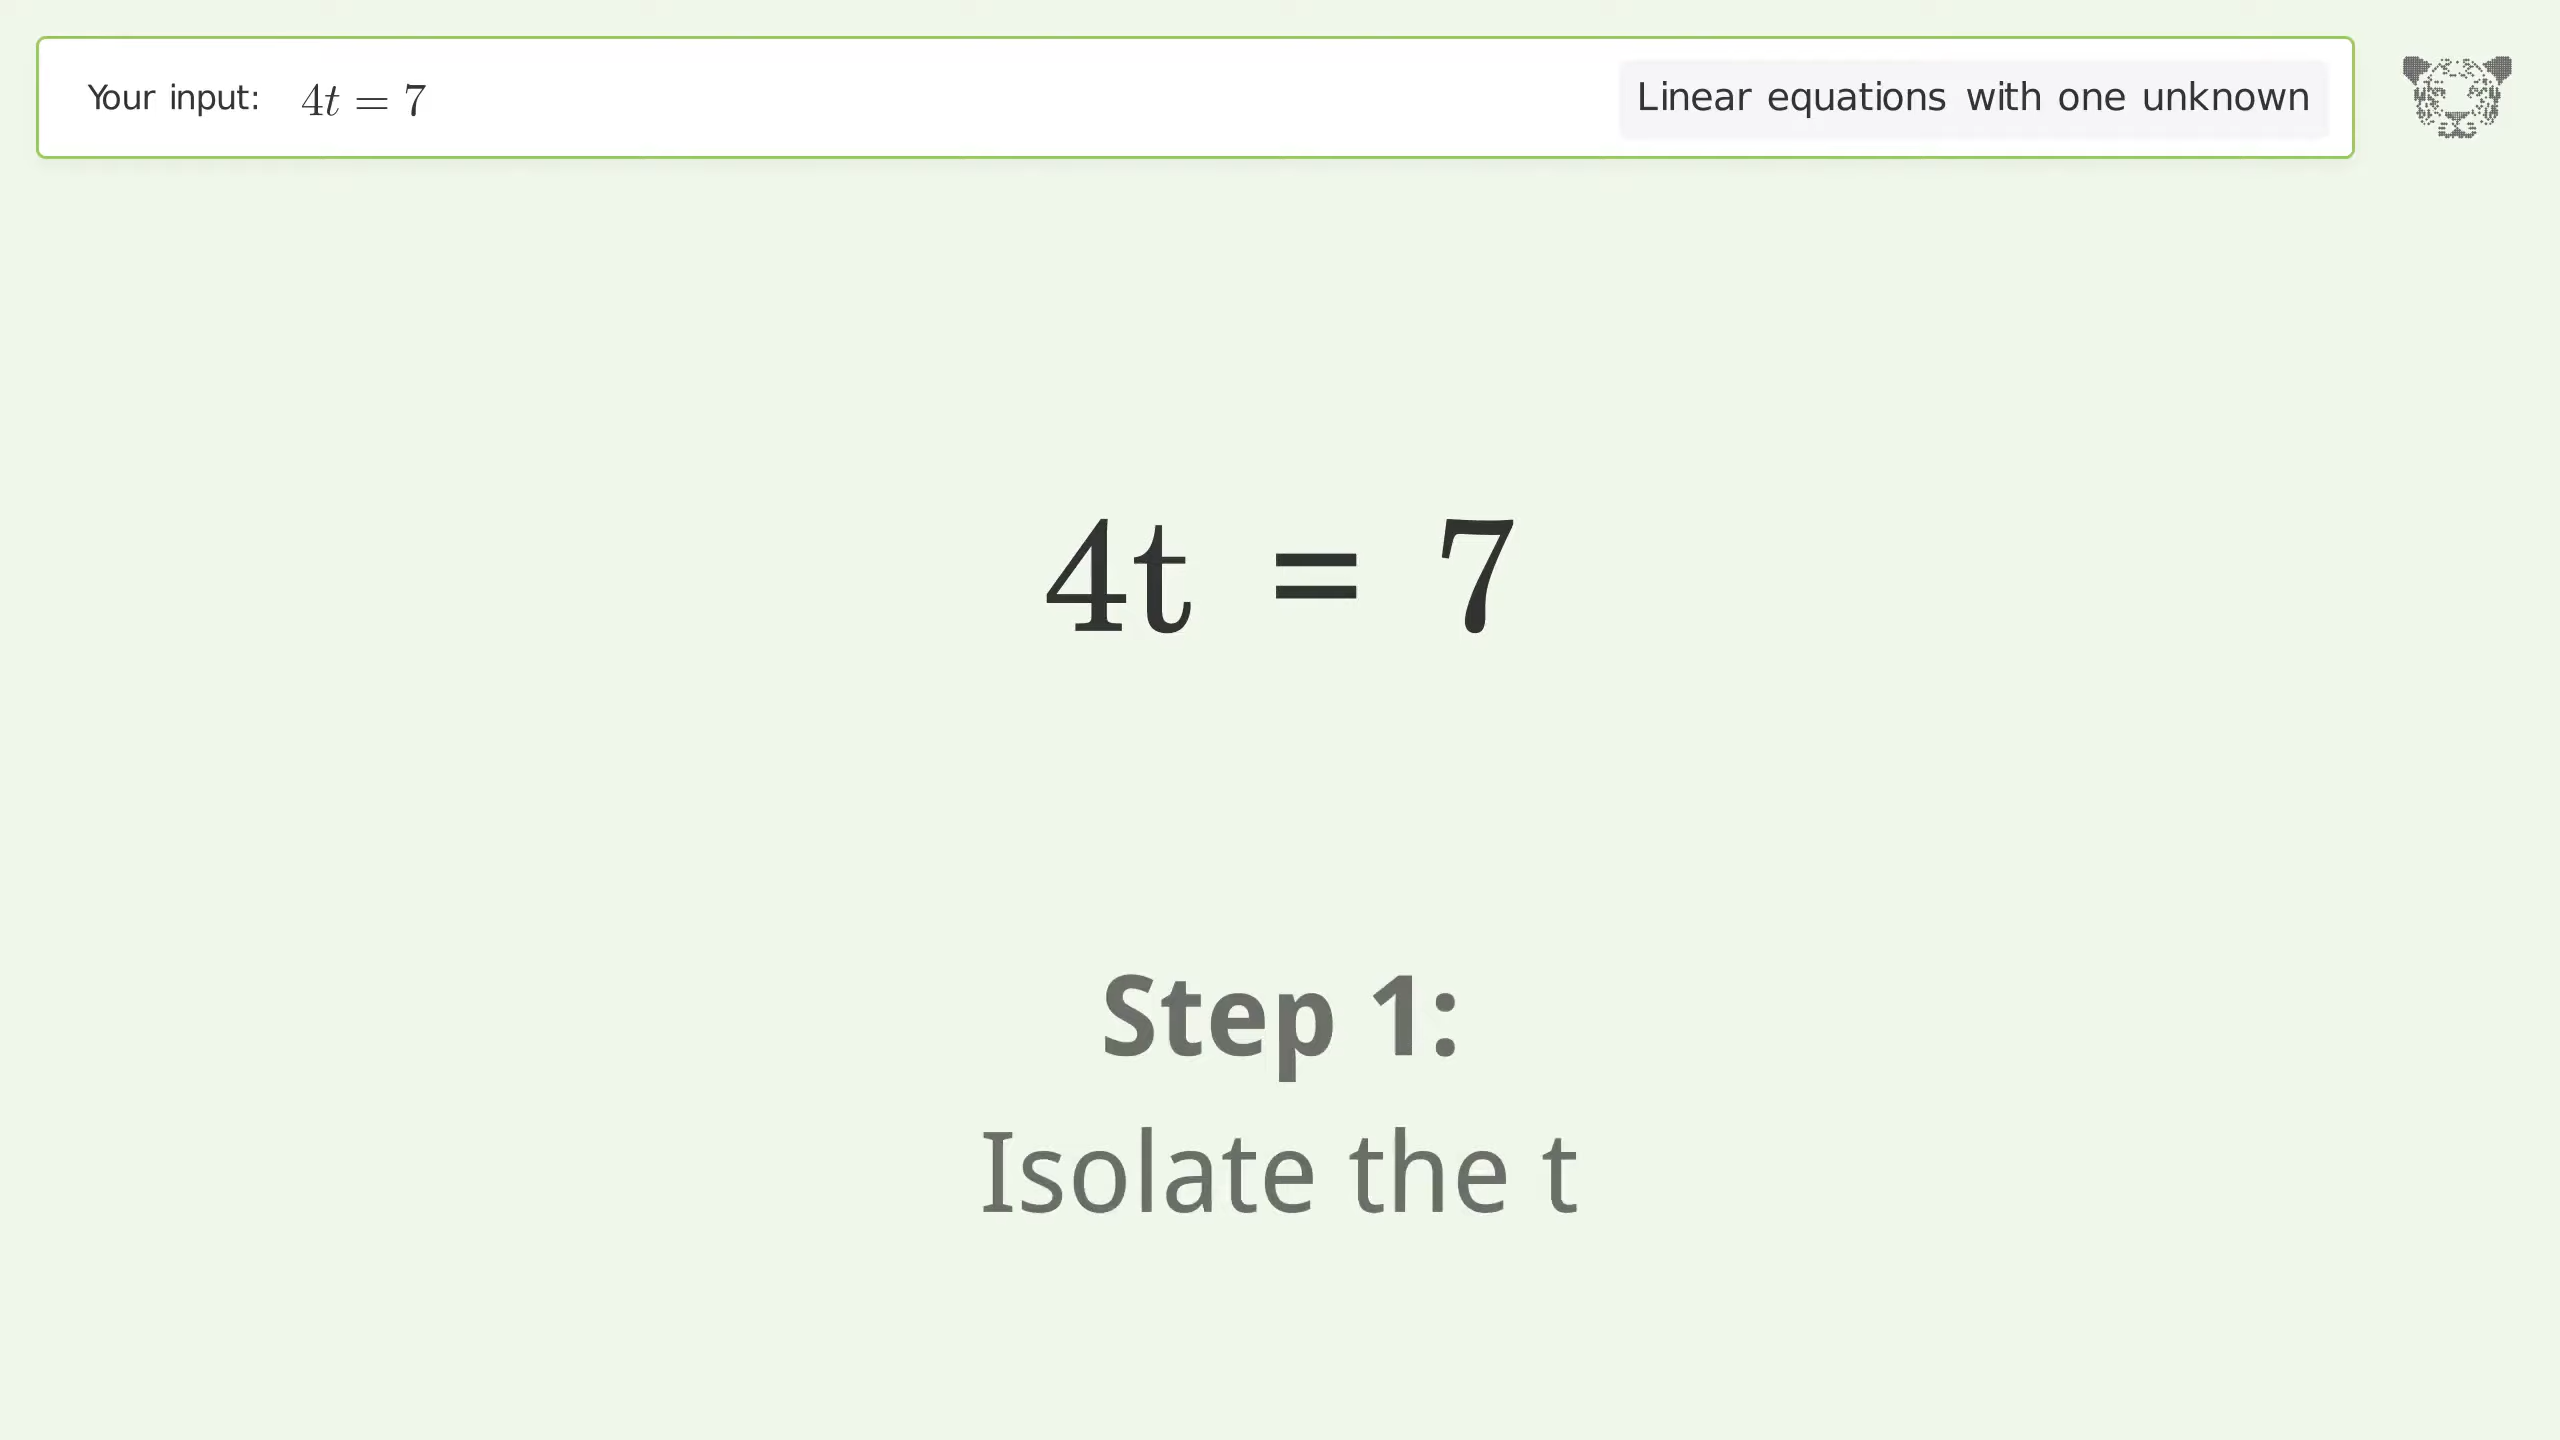 Your input: 4t = 7
Linear equations with one unknown
4t = 7
Step 1:
Isolate the t